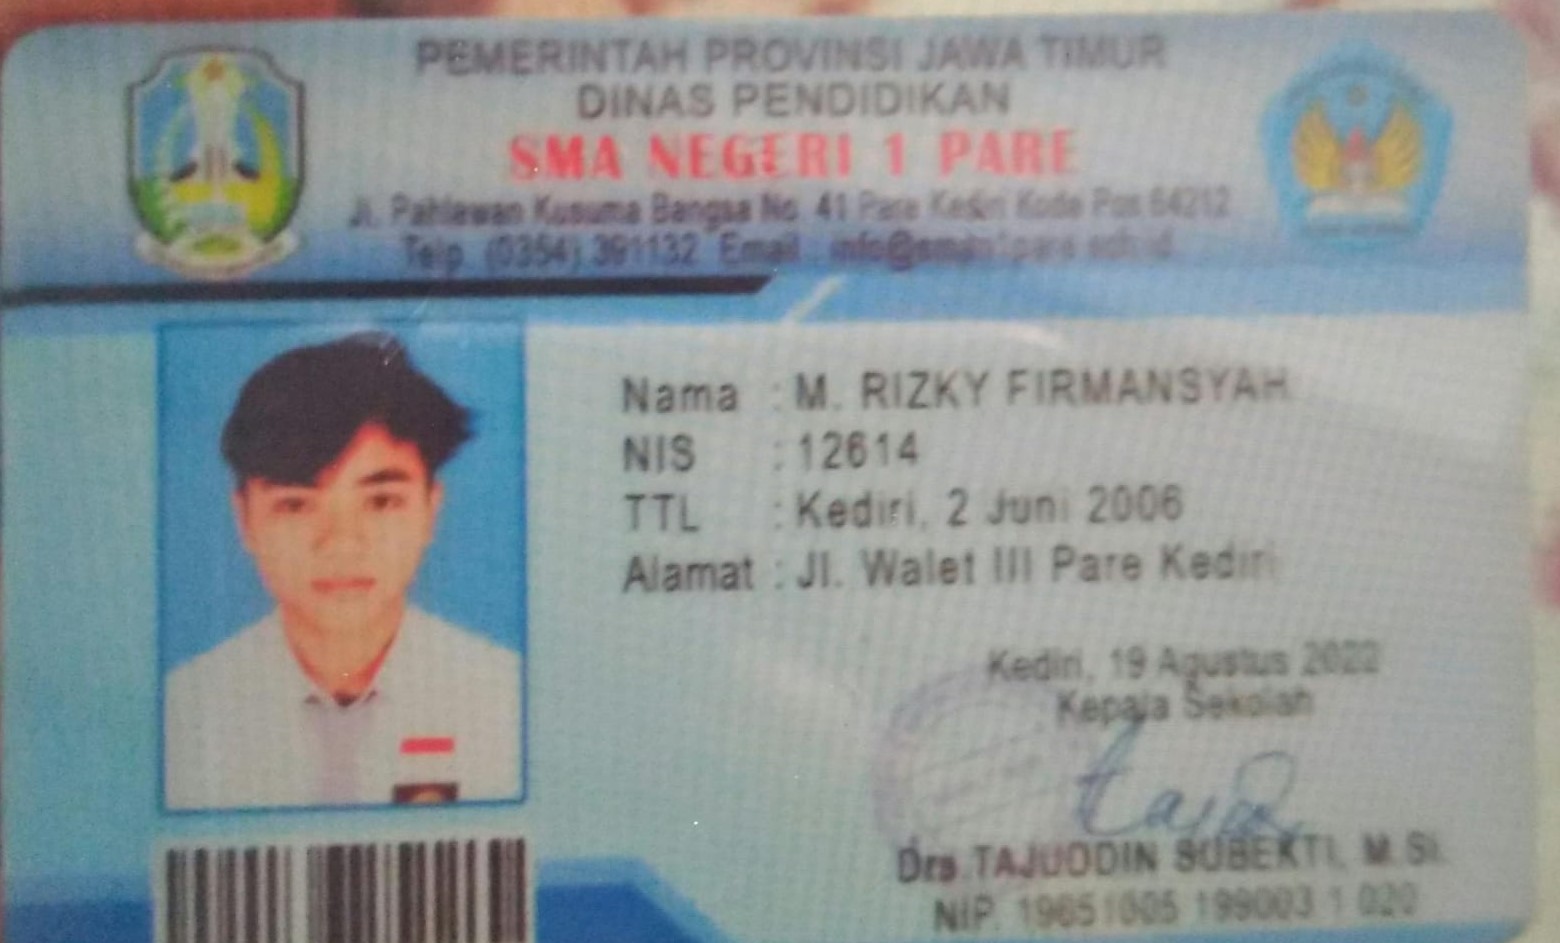 PEMERINTAH PROVINSI JAWA TIMUR
DINAS PENDIDIKAN
SMA NEGERI 1 PARE
Jl. Pahlawan Kusuma Bangsa No. 41 Pare Kediri Kode Pos 64212
Telp. (0354) 391132 Email : info@sman1pare.sch.id
Nama : M. RIZKY FIRMANSYAH
NIS : 12614
TTL : Kediri, 2 Juni 2006
Alamat : Jl. Walet III Pare Kediri
Kediri, 19 Agustus 2022
Kepala Sekolah
Drs. TAJUDDIN SUBEKTI, M.Si.
NIP. 19651005 199003 1 020